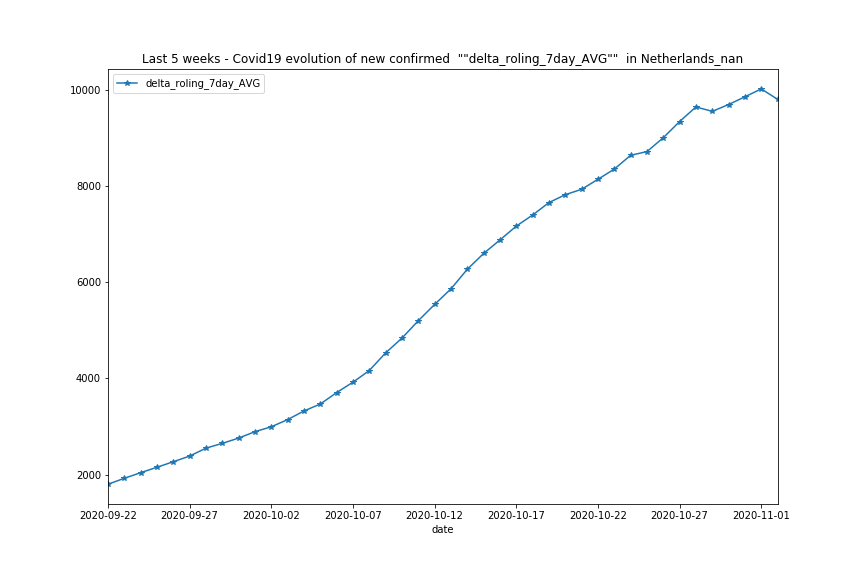 Last 5 weeks - Covid19 evolution of new confirmed ""delta_roling_7day_AVG"" in Netherlands_nan
delta_roling_7day_AVG
10000
8000
6000
4000
2000
2020-09-22 2020-09-27 2020-10-02 2020-10-07 2020-10-12 2020-10-17 2020-10-22 2020-10-27 2020-11-01
date